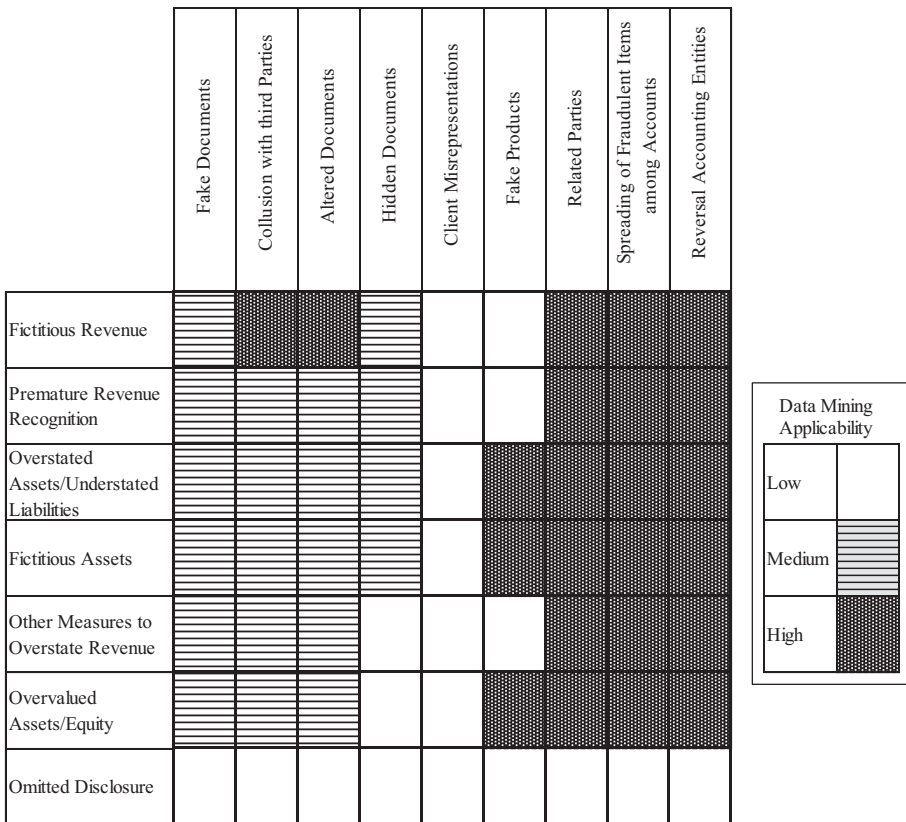 Fake Documents
Collusion with third Parties
Altered Documents
Hidden Documents
Client Misrepresentations
Fake Products
Related Parties
Spreading of Fraudulent Items
among Accounts
Reversal Accounting Entities
Fictitious Revenue
Premature Revenue
Recognition
Overstated
Assets/Understated
Liabilities
Fictitious Assets
Other Measures to
Overstate Revenue
Overvalued
Assets/Equity
Omitted Disclosure
Data Mining
Applicability
Low
Medium
High